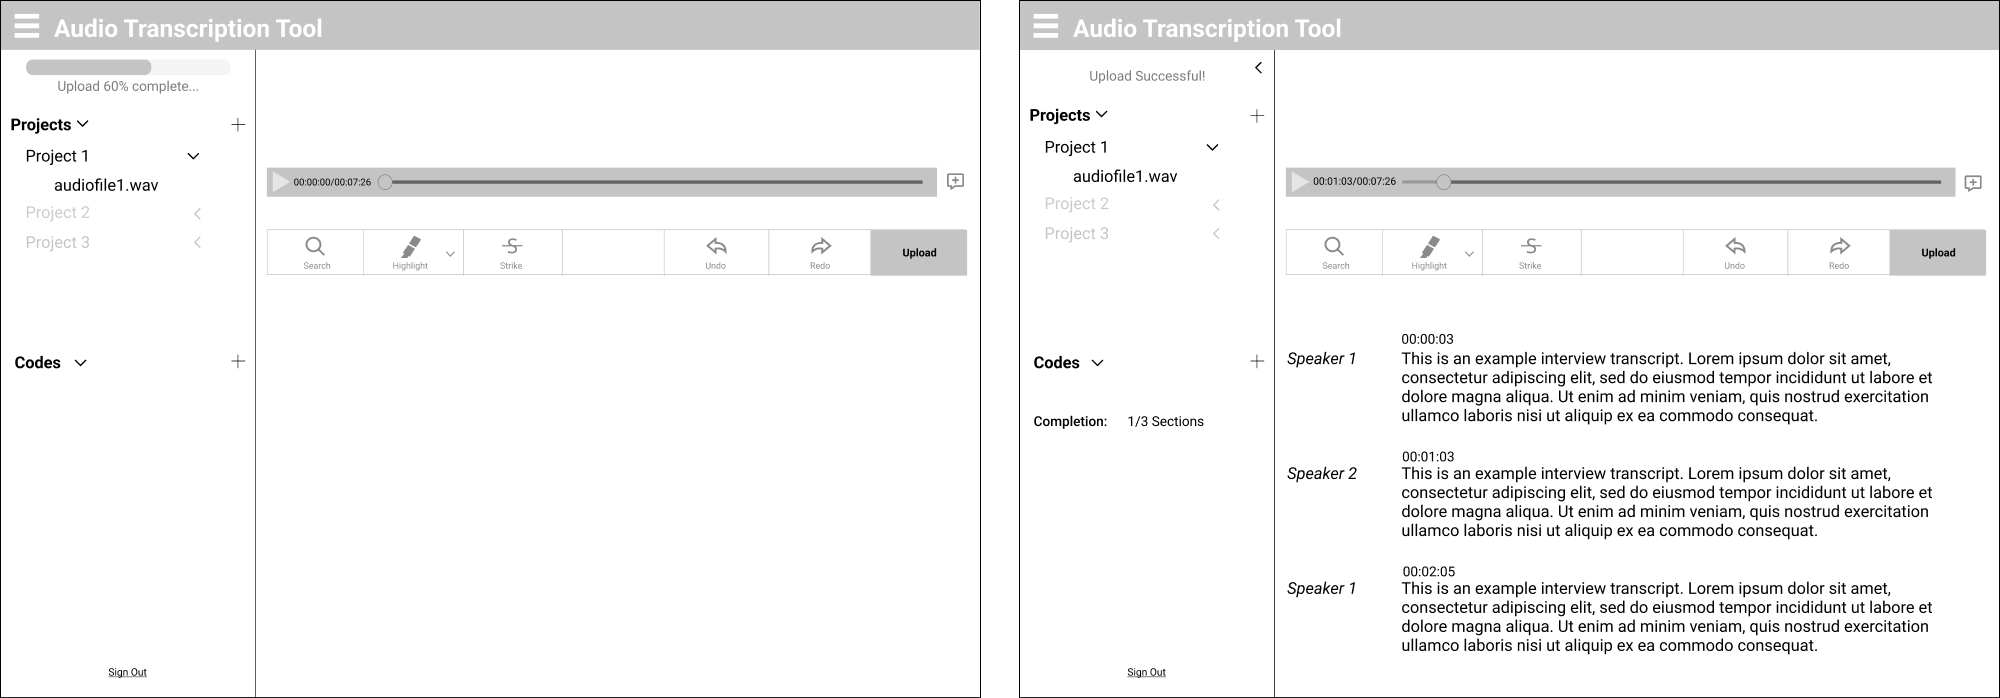 Audio Transcription Tool
Upload 60% complete...
Projects
Project 1
audiofile1.wav
Project 2
Project 3
Codes
Sign Out
00:00:00/00:07:26
Search
Highlight
Strike
Undo
Redo
Upload
Audio Transcription Tool
Upload Successful!
Projects
Project 1
audiofile1.wav
Project 2
Project 3
Codes
Completion: 1/3 Sections
Sign Out
00:01:03/00:07:26
Search
Highlight
Strike
Undo
Redo
Upload
00:00:03
Speaker 1
This is an example interview transcript. Lorem ipsum dolor sit amet,
consectetur adipiscing elit, sed do eiusmod tempor incididunt ut labore et
dolore magna aliqua. Ut enim ad minim veniam, quis nostrud exercitation
ullamco laboris nisi ut aliquip ex ea commodo consequat.
00:01:03
Speaker 2
This is an example interview transcript. Lorem ipsum dolor sit amet,
consectetur adipiscing elit, sed do eiusmod tempor incididunt ut labore et
dolore magna aliqua. Ut enim ad minim veniam, quis nostrud exercitation
ullamco laboris nisi ut aliquip ex ea commodo consequat.
00:02:05
Speaker 1
This is an example interview transcript. Lorem ipsum dolor sit amet,
consectetur adipiscing elit, sed do eiusmod tempor incididunt ut labore et
dolore magna aliqua. Ut enim ad minim veniam, quis nostrud exercitation
ullamco laboris nisi ut aliquip ex ea commodo consequat.